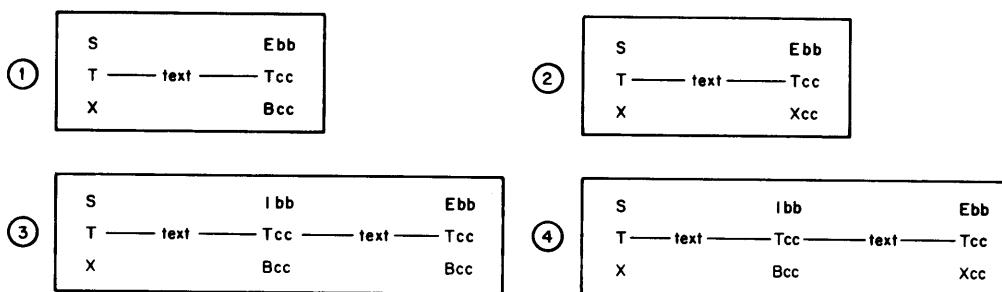 1
S Ebb
T text Tcc
X Bcc
2
S Ebb
T text Tcc
X Xcc
3
S Ibb Ebb
T text Tcc text Tcc
X Bcc Bcc
4
S Ibb Ebb
T text Tcc text Tcc
X Bcc Xcc